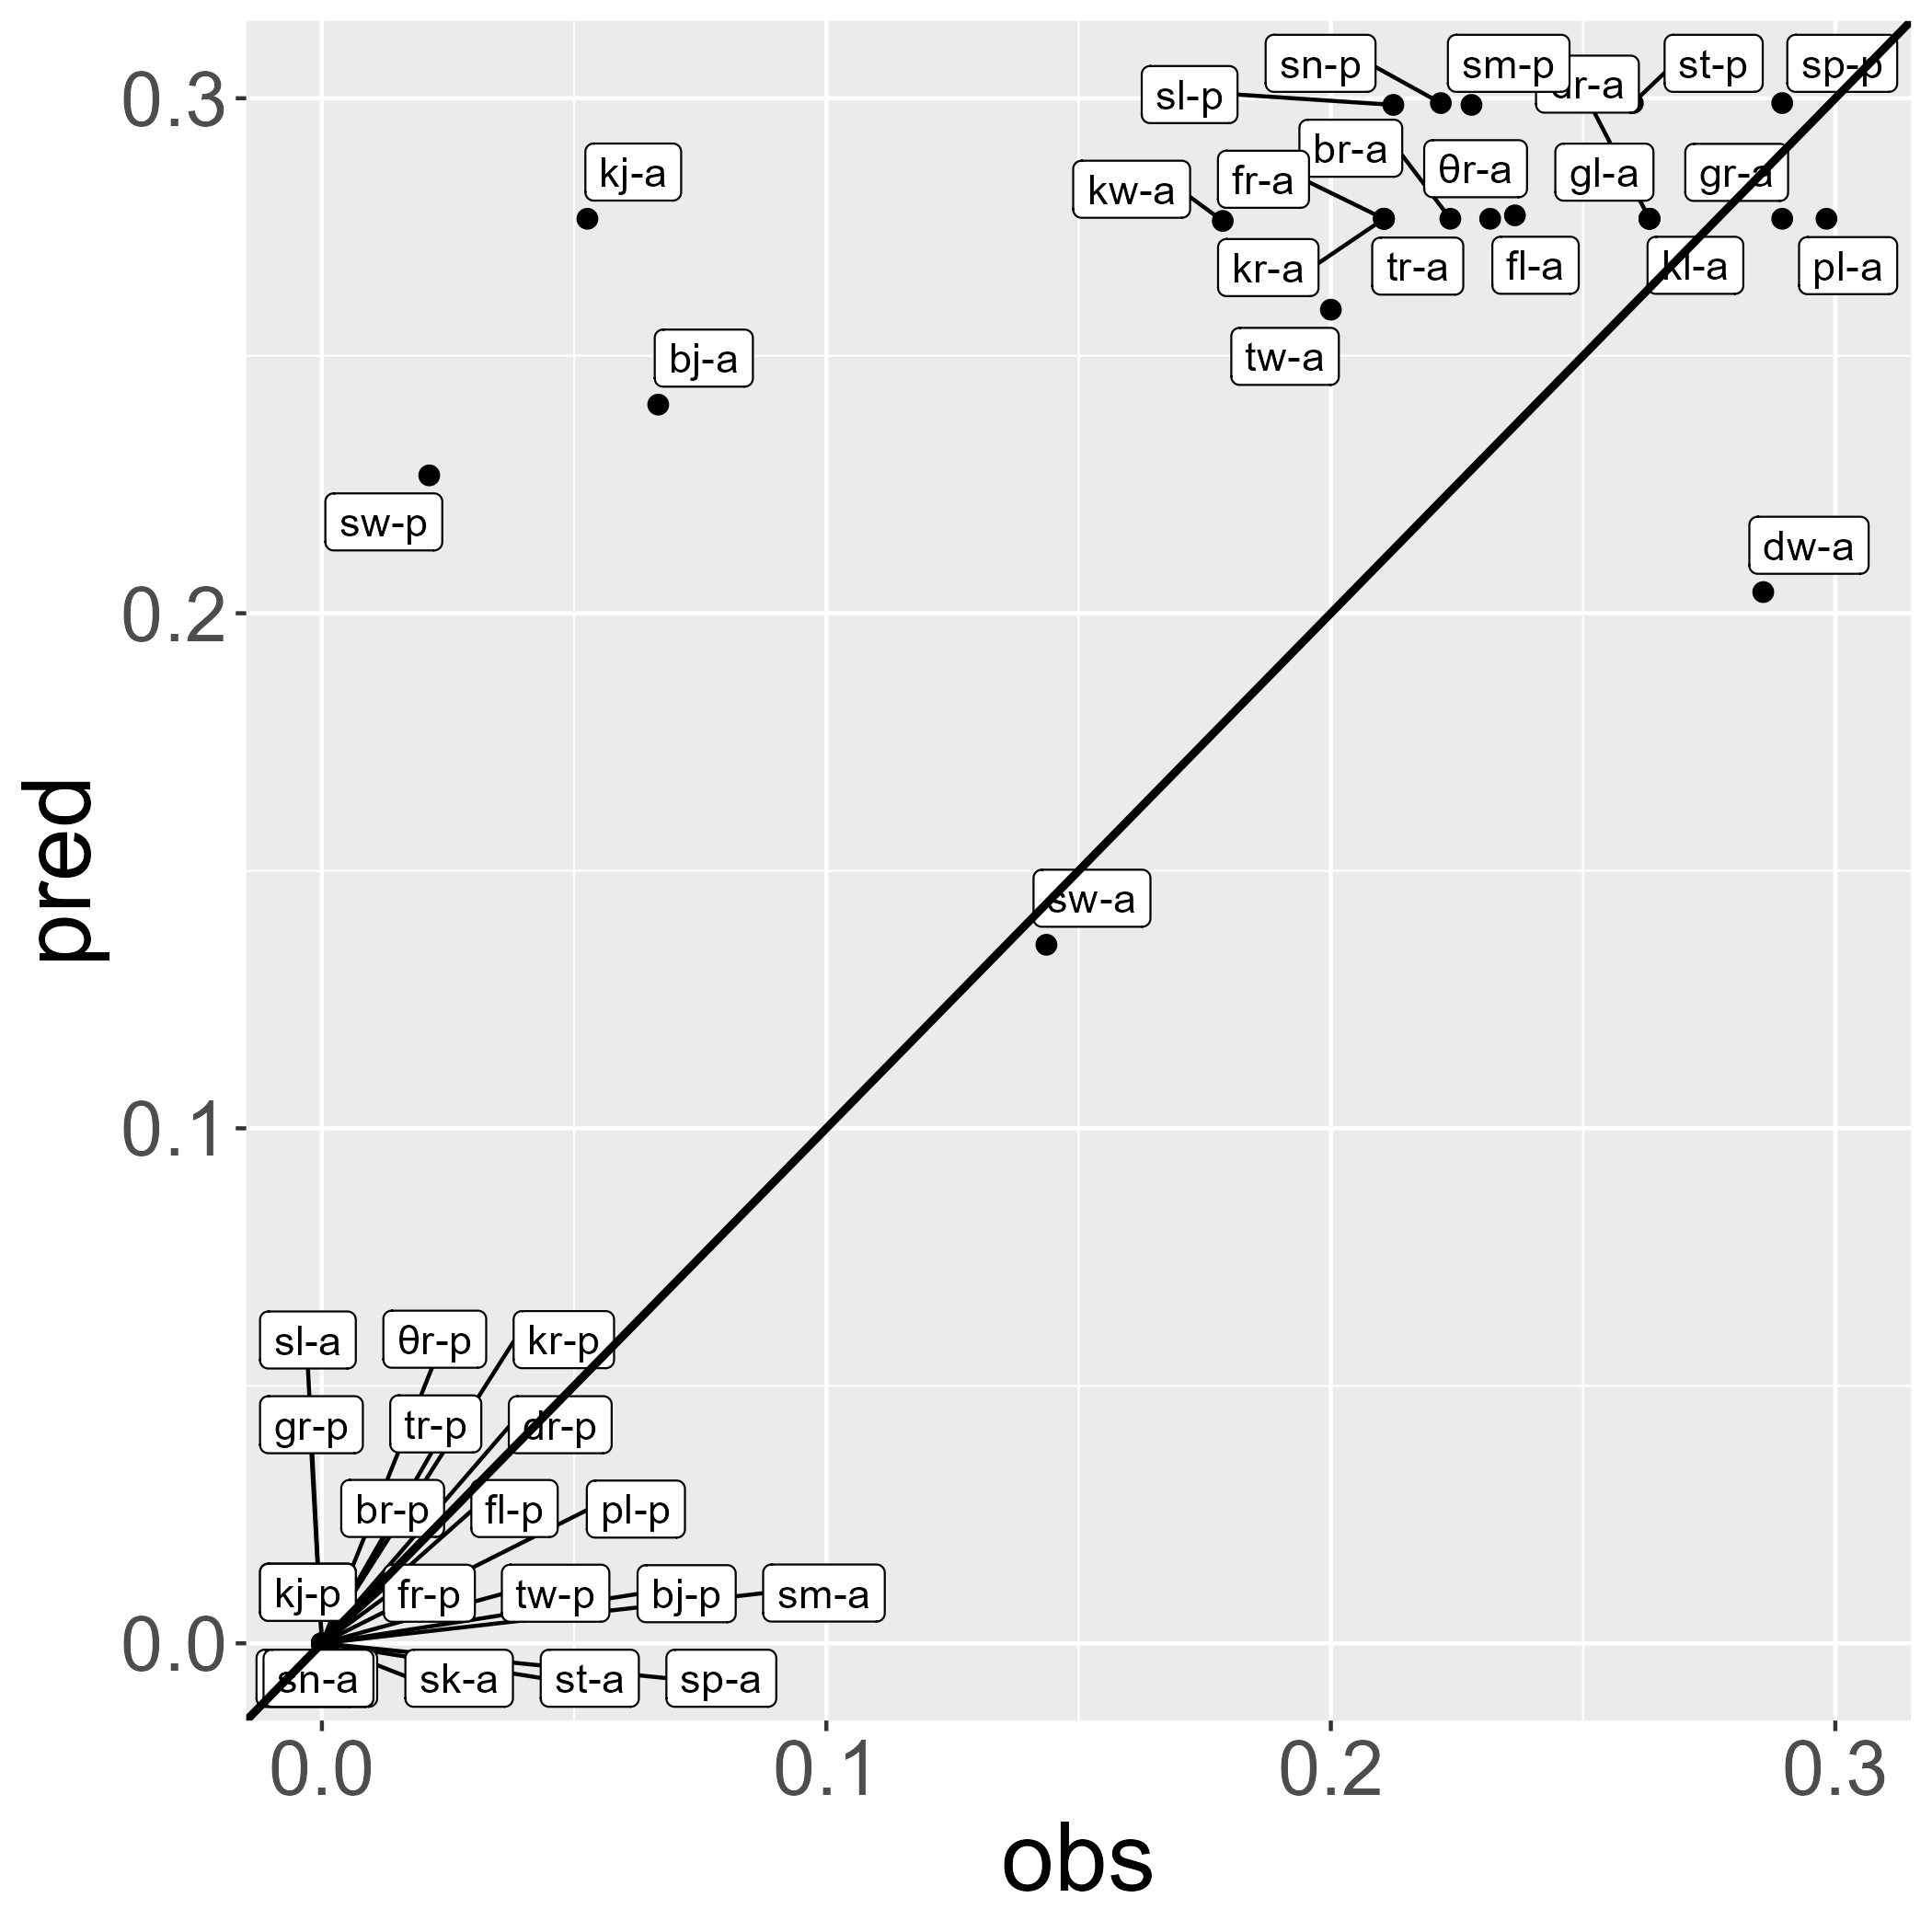 0.3
sn-p
sm-p
st-p
sp-p
sl-p
dr-a
br-a
θr-a
gl-a
gr-a
kj-a
kw-a
fr-a
kr-a
tr-a
fl-a
kl-a
pl-a
bj-a
tw-a
sw-p
dw-a
0.2
pred
sw-a
0.1
sl-a
θr-p
kr-p
gr-p
tr-p
dr-p
br-p
fl-p
pl-p
kj-p
fr-p
tw-p
bj-p
sm-a
0.0
sn-a
sk-a
st-a
sp-a
0.0
0.1
0.2
0.3
obs